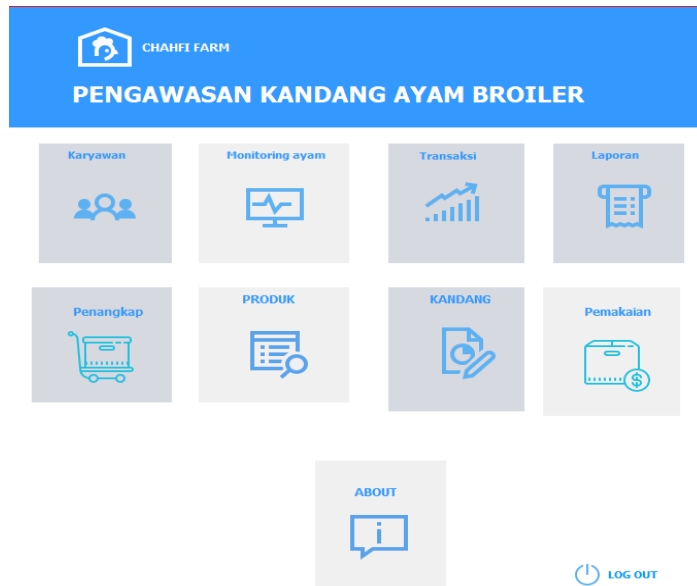 CHAHFI FARM
PENGAWASAN KANDANG AYAM BROILER
Karyawan
Monitoring ayam
Transaksi
Laporan
Penangkap
PRODUK
KANDANG
Pemakaian
ABOUT
LOG OUT